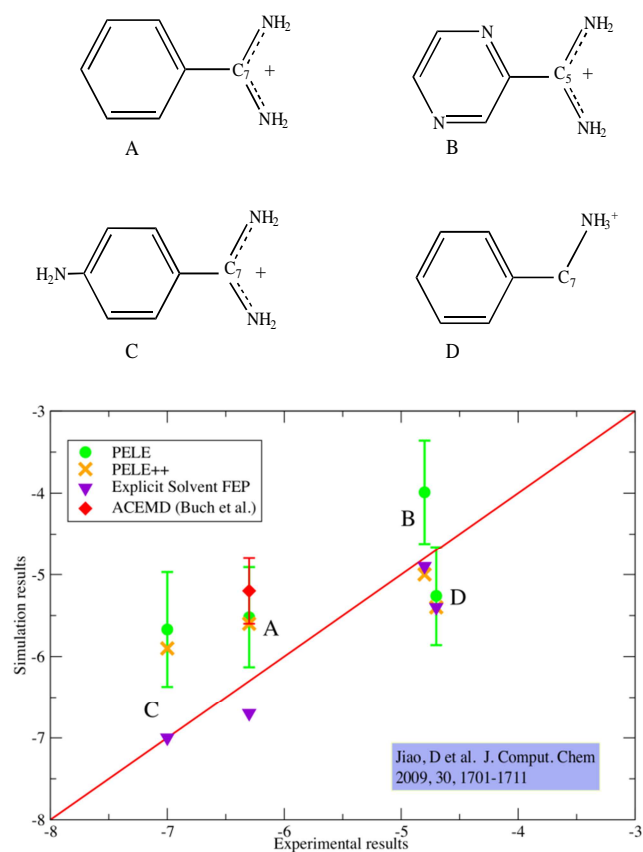 NH2
C7 +
NH2
A
N
NH2
C5 +
N
NH2
B
NH2
H2N
C7 +
NH2
C
NH3+
C7
D
-3
PELE
PELE++
Explicit Solvent FEP
ACEMD (Buch et al.)
-4
B
Simulation results
-5
D
A
-6
C
-7
Jiao, D et al. J. Comput. Chem
2009, 30, 1701-1711
-8
-8 -7 -6 -5 -4 -3
Experimental results